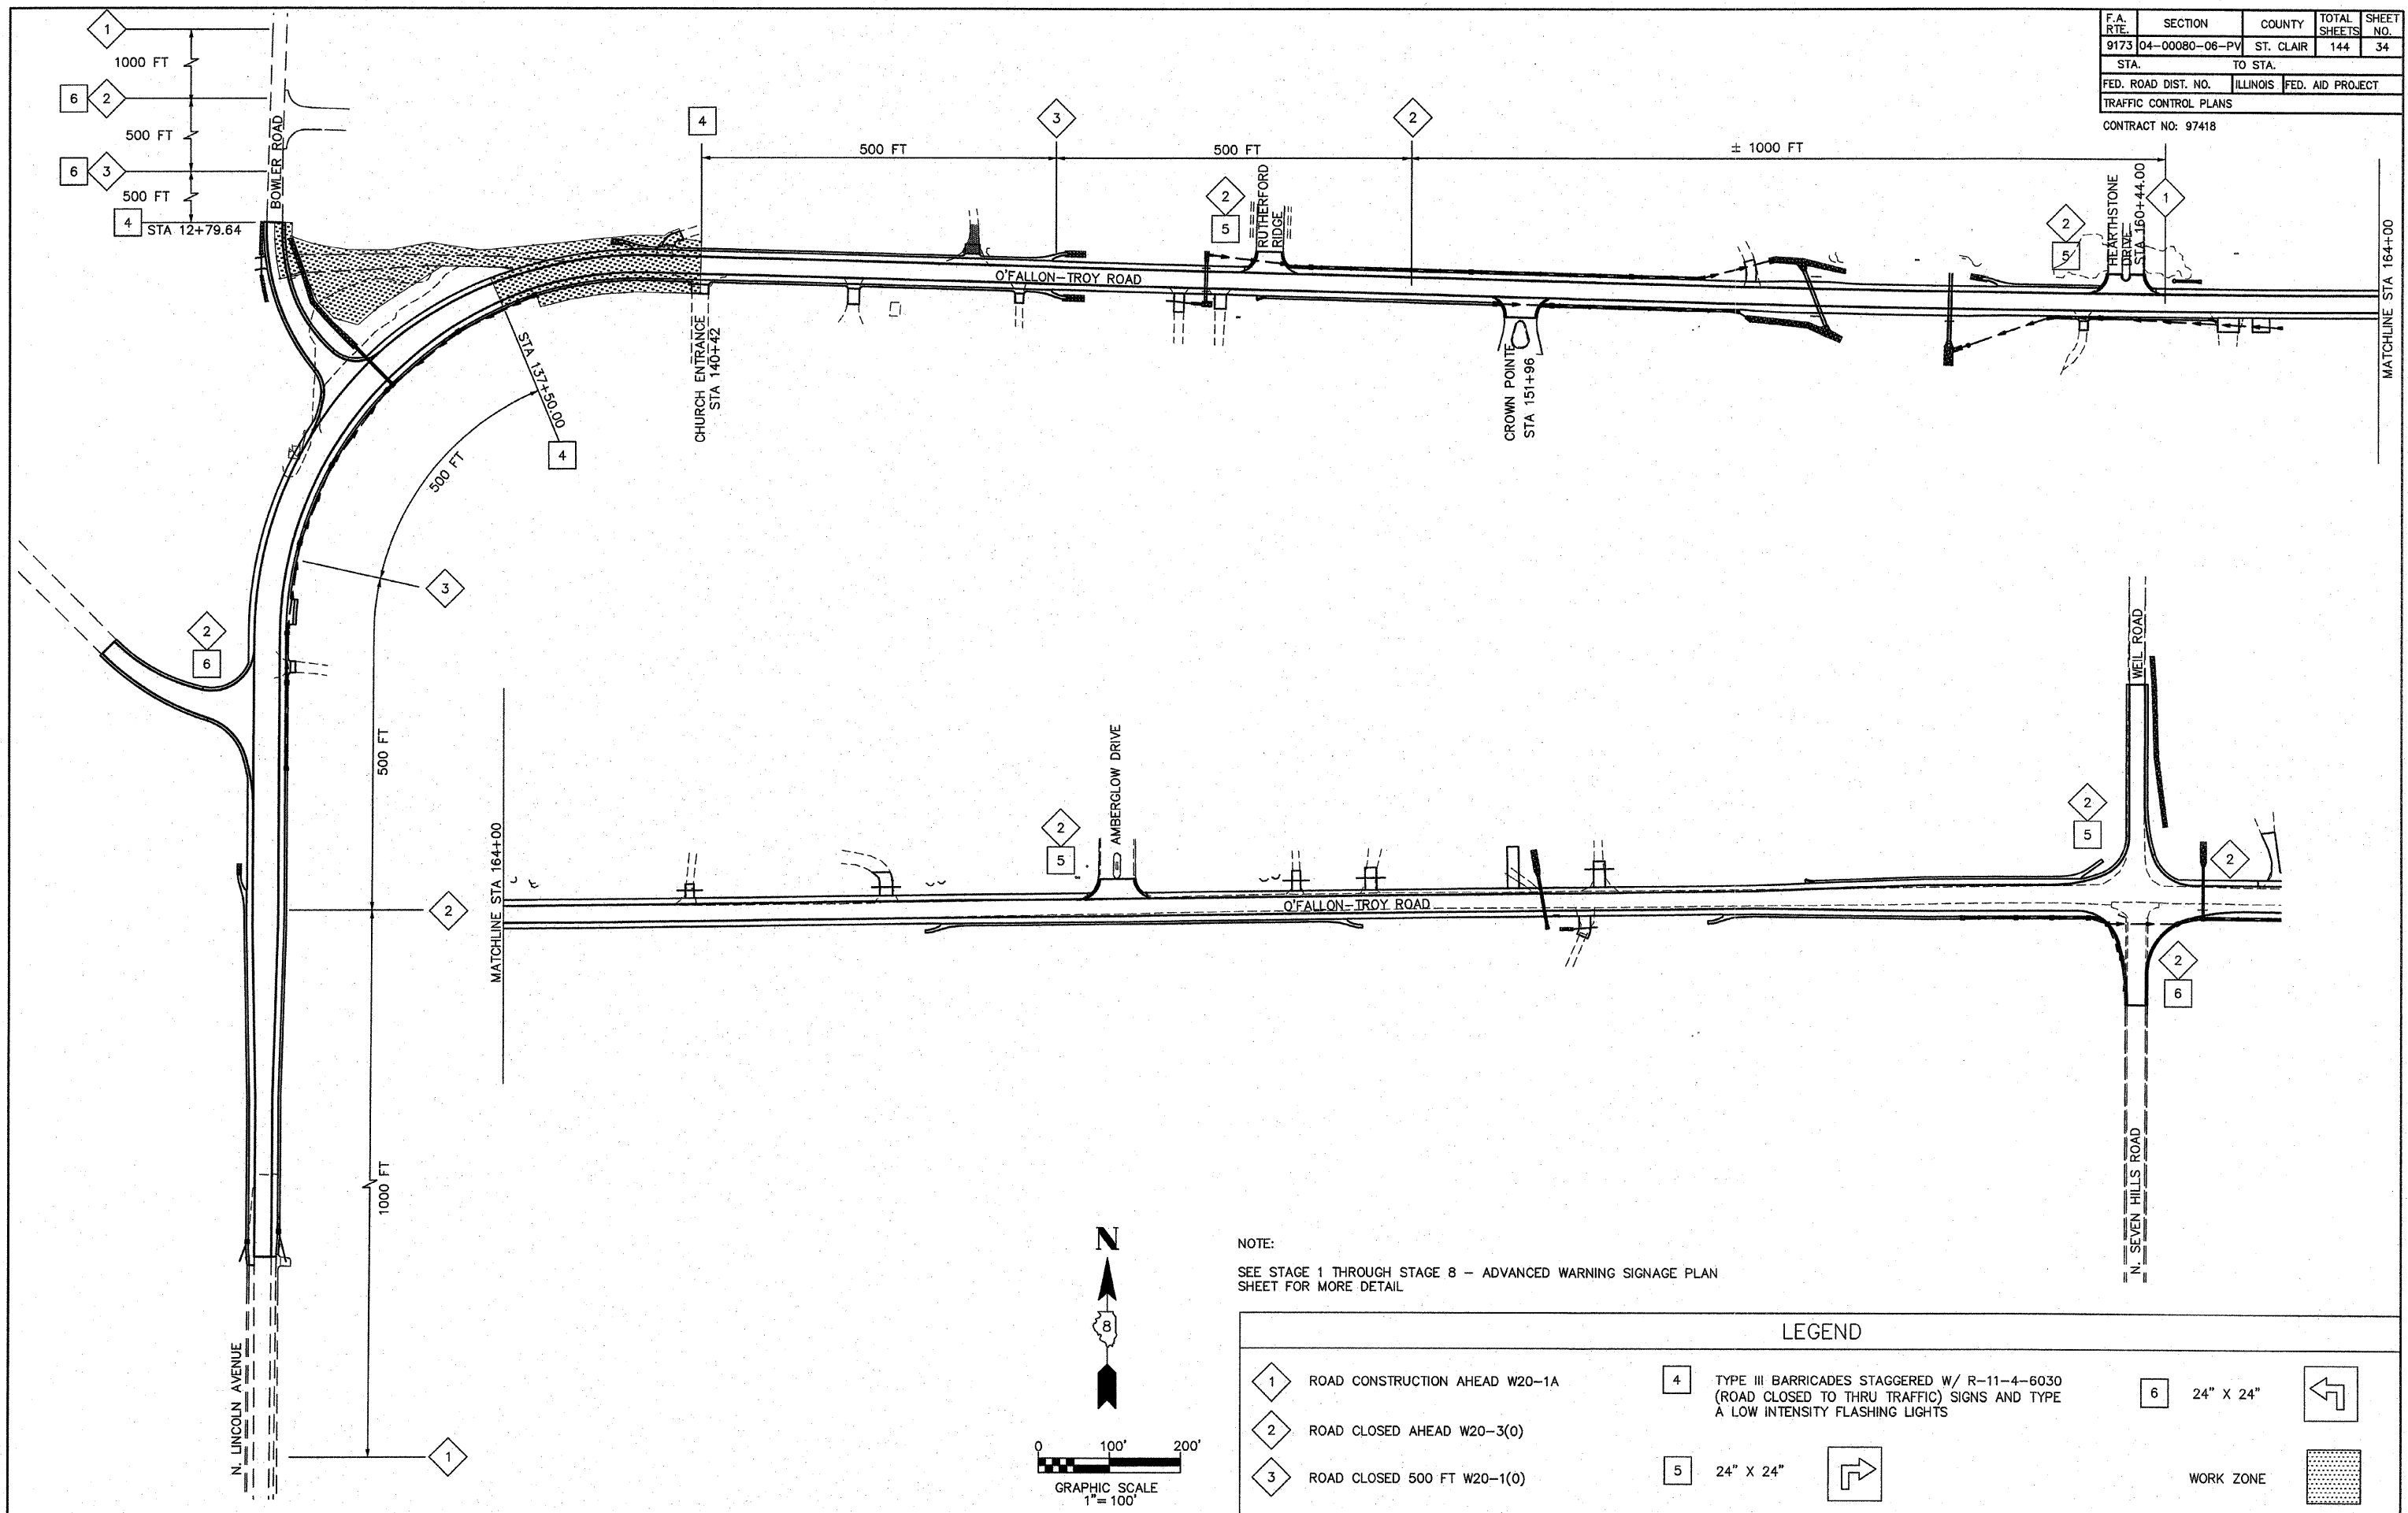 F.A. RTE. SECTION COUNTY TOTAL SHEETS SHEET NO.
9173 04-00080-06-PV ST. CLAIR 144 34
STA. TO STA.
FED. ROAD DIST. NO. ILLINOIS FED. AID PROJECT
TRAFFIC CONTROL PLANS
CONTRACT NO: 97418
1
1000 FT
6 2
500 FT
6 3
500 FT
4 STA 12+79.64
BOWLER ROAD
4
500 FT
3
500 FT
2
± 1000 FT
1
2
5
RUTHERFORD
RIDGE
2
5
HEARTHSTONE
DRIVE
STA 160+44.00
MATCHLINE STA 164+00
O'FALLON-TROY ROAD
CHURCH ENTRANCE
STA 140+42
STA 137+50.00
4
CROWN POINTE
STA 151+96
500 FT
3
2
6
500 FT
2
1000 FT
1
N. LINCOLN AVENUE
MATCHLINE STA 164+00
2
5
AMBERGLOW DRIVE
O'FALLON-TROY ROAD
WEIL ROAD
2
5
2
2
6
N. SEVEN HILLS ROAD
N
8
0 100' 200'
GRAPHIC SCALE
1"=100'
NOTE:
SEE STAGE 1 THROUGH STAGE 8 – ADVANCED WARNING SIGNAGE PLAN
SHEET FOR MORE DETAIL
LEGEND
1 ROAD CONSTRUCTION AHEAD W20-1A
2 ROAD CLOSED AHEAD W20-3(0)
3 ROAD CLOSED 500 FT W20-1(0)
4 TYPE III BARRICADES STAGGERED W/ R-11-4-6030
(ROAD CLOSED TO THRU TRAFFIC) SIGNS AND TYPE
A LOW INTENSITY FLASHING LIGHTS
5 24" X 24"
6 24" X 24"
WORK ZONE